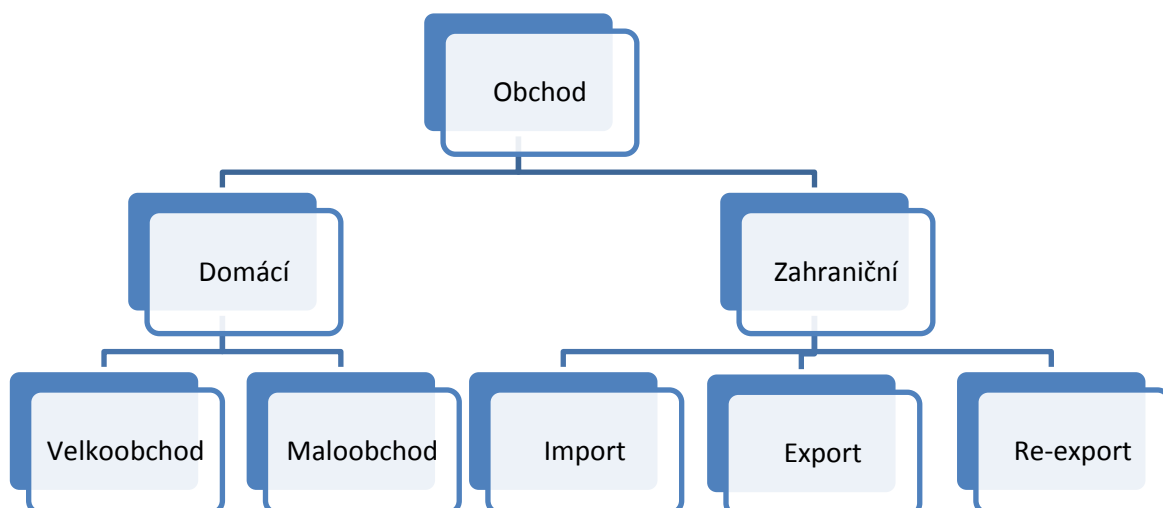 Obchod
Domácí
Zahraniční
Velkoobchod
Maloobchod
Import
Export
Re-export